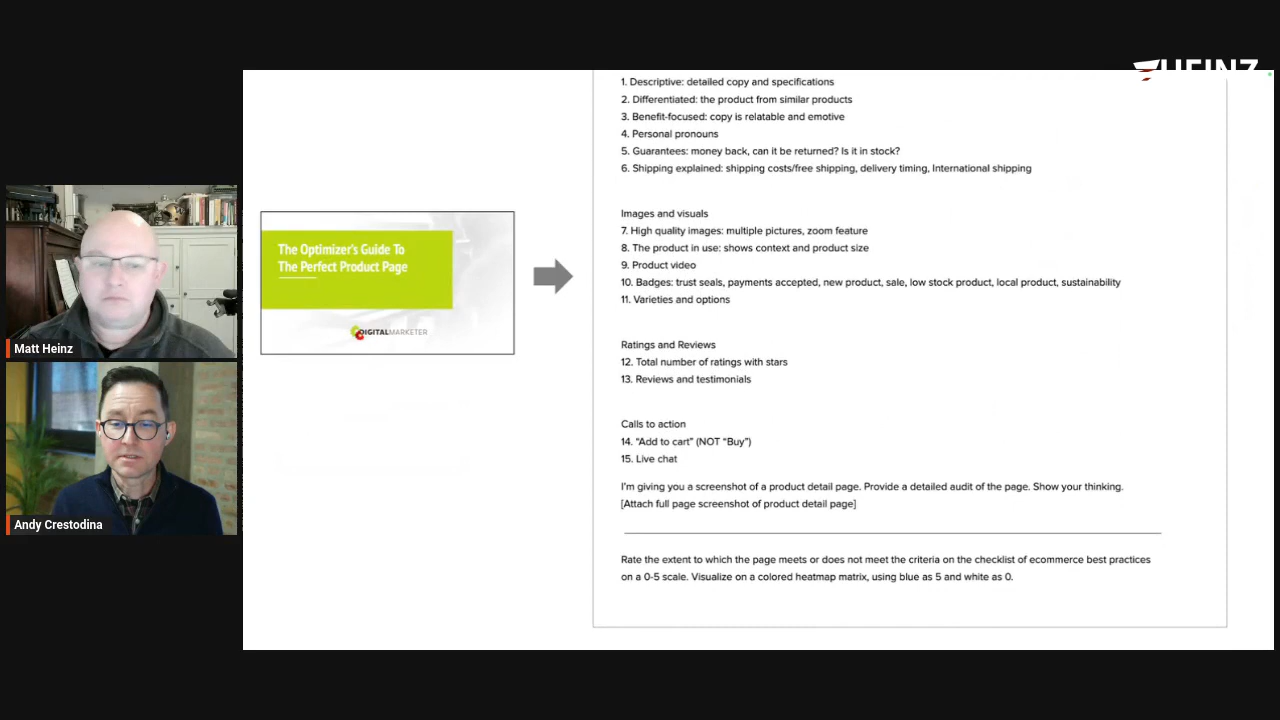 HEINZ
1. Descriptive: detailed copy and specifications
2. Differentiated: the product from similar products
3. Benefit-focused: copy is relatable and emotive
4. Personal pronouns
5. Guarantees: money back, can it be returned? Is it in stock?
6. Shipping explained: shipping costs/free shipping, delivery timing, International shipping
Images and visuals
7. High quality images: multiple pictures, zoom feature
8. The product in use: shows context and product size
9. Product video
10. Badges: trust seals, payments accepted, new product, sale, low stock product, local product, sustainability
11. Varieties and options
Ratings and Reviews
12. Total number of ratings with stars
13. Reviews and testimonials
Calls to action
14. “Add to cart” (NOT “Buy”)
15. Live chat
I’m giving you a screenshot of a product detail page. Provide a detailed audit of the page. Show your thinking.
[Attach full page screenshot of product detail page]
Rate the extent to which the page meets or does not meet the criteria on the checklist of ecommerce best practices
on a 0-5 scale. Visualize on a colored heatmap matrix, using blue as 5 and white as 0.
The Optimizer's Guide To
The Perfect Product Page
DIGITALMARKETER
Matt Heinz
Andy Crestodina